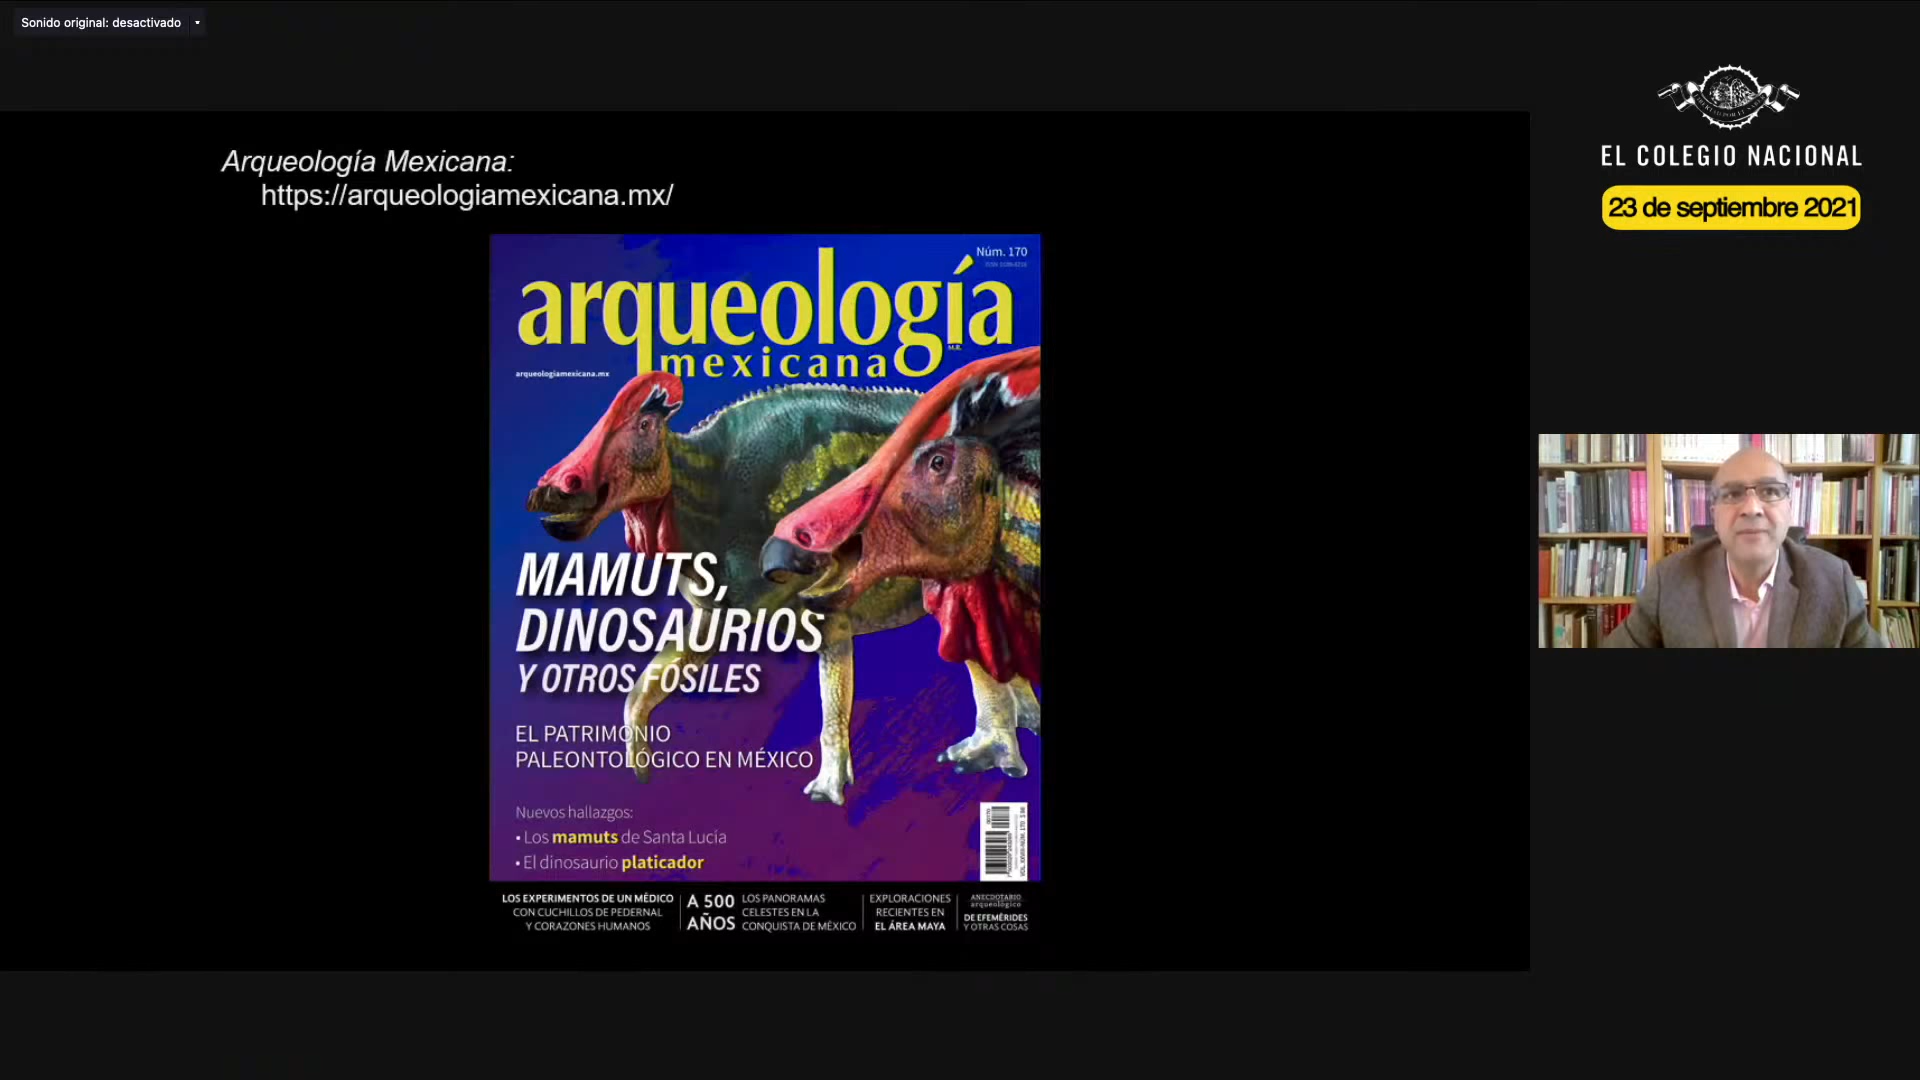 Sonido original: desactivado
EL COLEGIO NACIONAL
23 de septiembre 2021
Arqueología Mexicana:
https://arqueologiamexicana.mx/
Núm. 170
arqueología
M.R.
mexicana
arqueologiamexicana.mx
MAMUTS,
DINOSAURIOS
Y OTROS FÓSILES
EL PATRIMONIO
PALEONTOLÓGICO EN MÉXICO
Nuevos hallazgos:
• Los mamuts de Santa Lucía
• El dinosaurio platicador
LOS EXPERIMENTOS DE UN MÉDICO
CON CUCHILLOS DE PEDERNAL
Y CORAZONES HUMANOS
A 500
AÑOS
LOS PANORAMAS
CELESTES EN LA
CONQUISTA DE MÉXICO
EXPLORACIONES
RECIENTES EN
EL ÁREA MAYA
ANECDOTARIO
arqueológico
DE EFEMÉRIDES
Y OTRAS COSAS